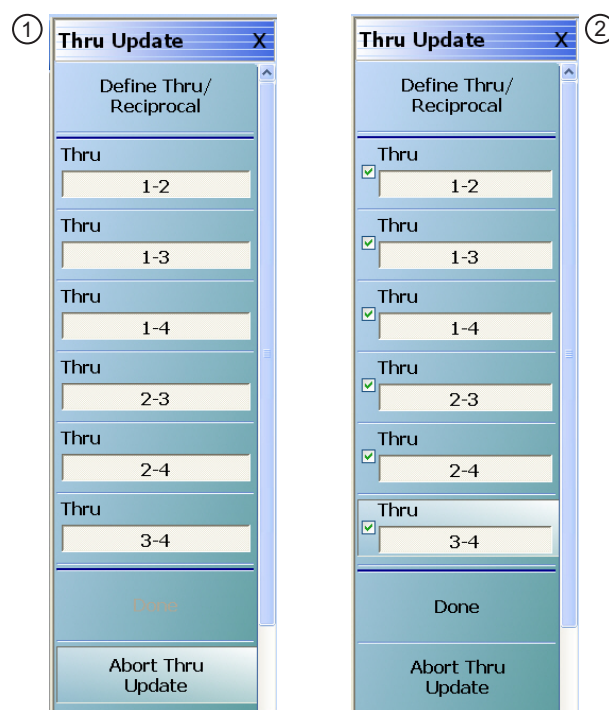 1
Thru Update X
Define Thru/
Reciprocal
Thru
1-2
Thru
1-3
Thru
1-4
Thru
2-3
Thru
2-4
Thru
3-4
Done
Abort Thru
Update
2
Thru Update X
Define Thru/
Reciprocal
Thru
1-2
Thru
1-3
Thru
1-4
Thru
2-3
Thru
2-4
Thru
3-4
Done
Abort Thru
Update